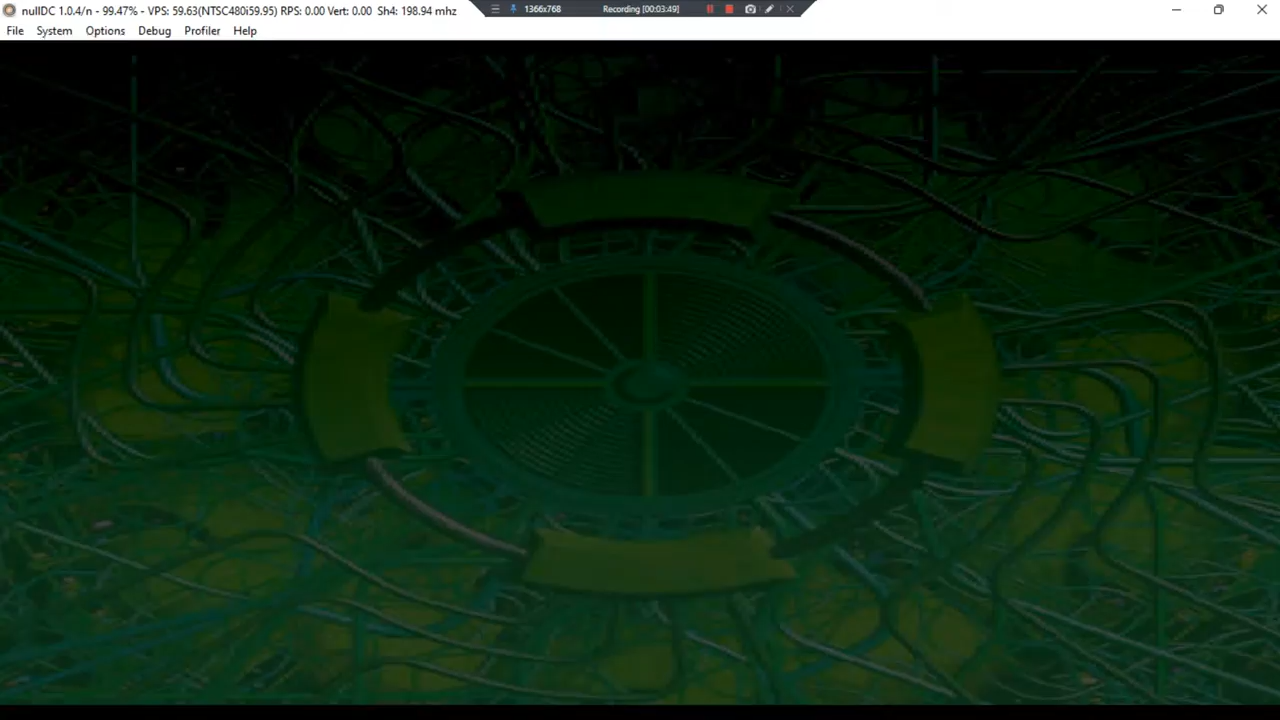 nullDC 1.0.4/n - 99.47% - VPS: 59.63(NTSC480i59.95) RPS: 0.00 Vert: 0.00 Sh4: 198.94 mhz
1366x768
Recording [00:03:49]
File System Options Debug Profiler Help